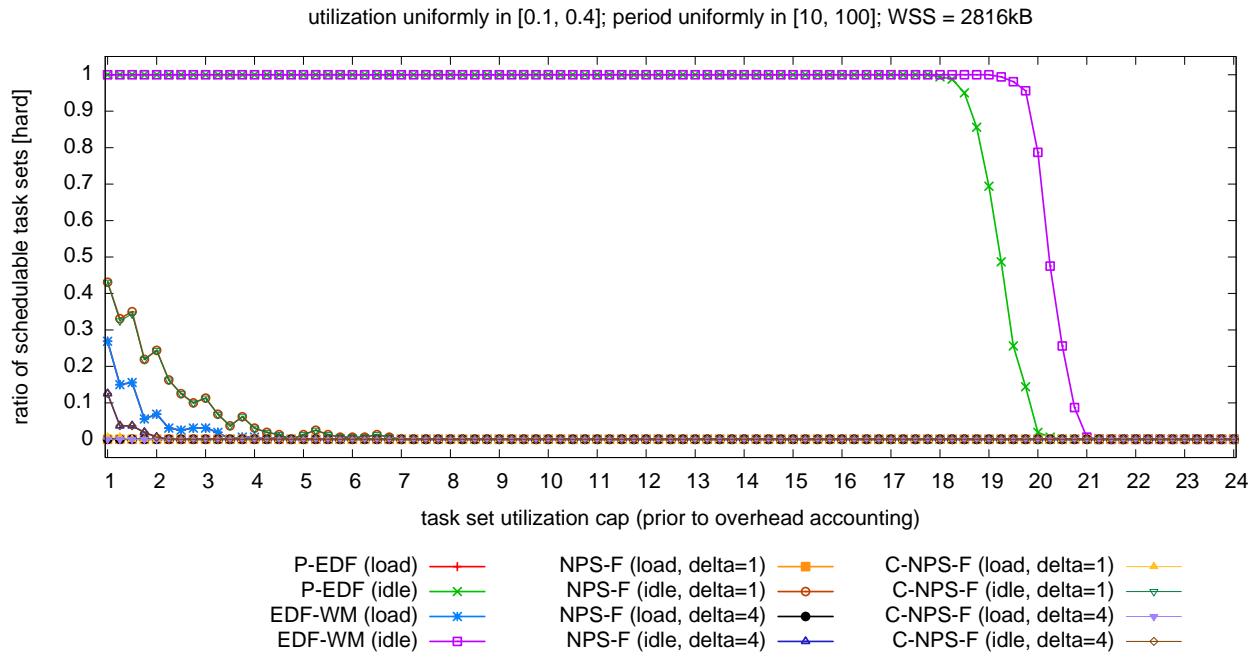 utilization uniformly in [0.1, 0.4]; period uniformly in [10, 100]; WSS = 2816kB
ratio of schedulable task sets [hard]
1
0.9
0.8
0.7
0.6
0.5
0.4
0.3
0.2
0.1
0
1 2 3 4 5 6 7 8 9 10 11 12 13 14 15 16 17 18 19 20 21 22 23 24
task set utilization cap (prior to overhead accounting)
P-EDF (load)
P-EDF (idle)
EDF-WM (load)
EDF-WM (idle)
NPS-F (load, delta=1)
NPS-F (idle, delta=1)
NPS-F (load, delta=4)
NPS-F (idle, delta=4)
C-NPS-F (load, delta=1)
C-NPS-F (idle, delta=1)
C-NPS-F (load, delta=4)
C-NPS-F (idle, delta=4)